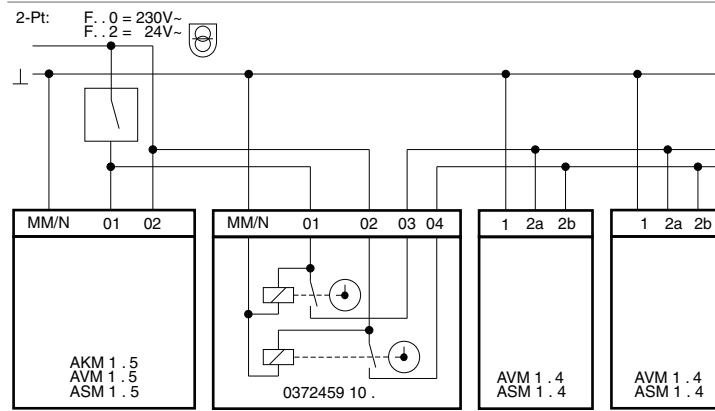 2-Pt: F. . 0 = 230V~
F. . 2 = 24V~
⊥
MM/N 01 02
MM/N 01 02 03 04
1 2a 2b
1 2a 2b
AKM 1 . 5
AVM 1 . 5
ASM 1 . 5
0372459 10 .
AVM 1 . 4
ASM 1 . 4
AVM 1 . 4
ASM 1 . 4